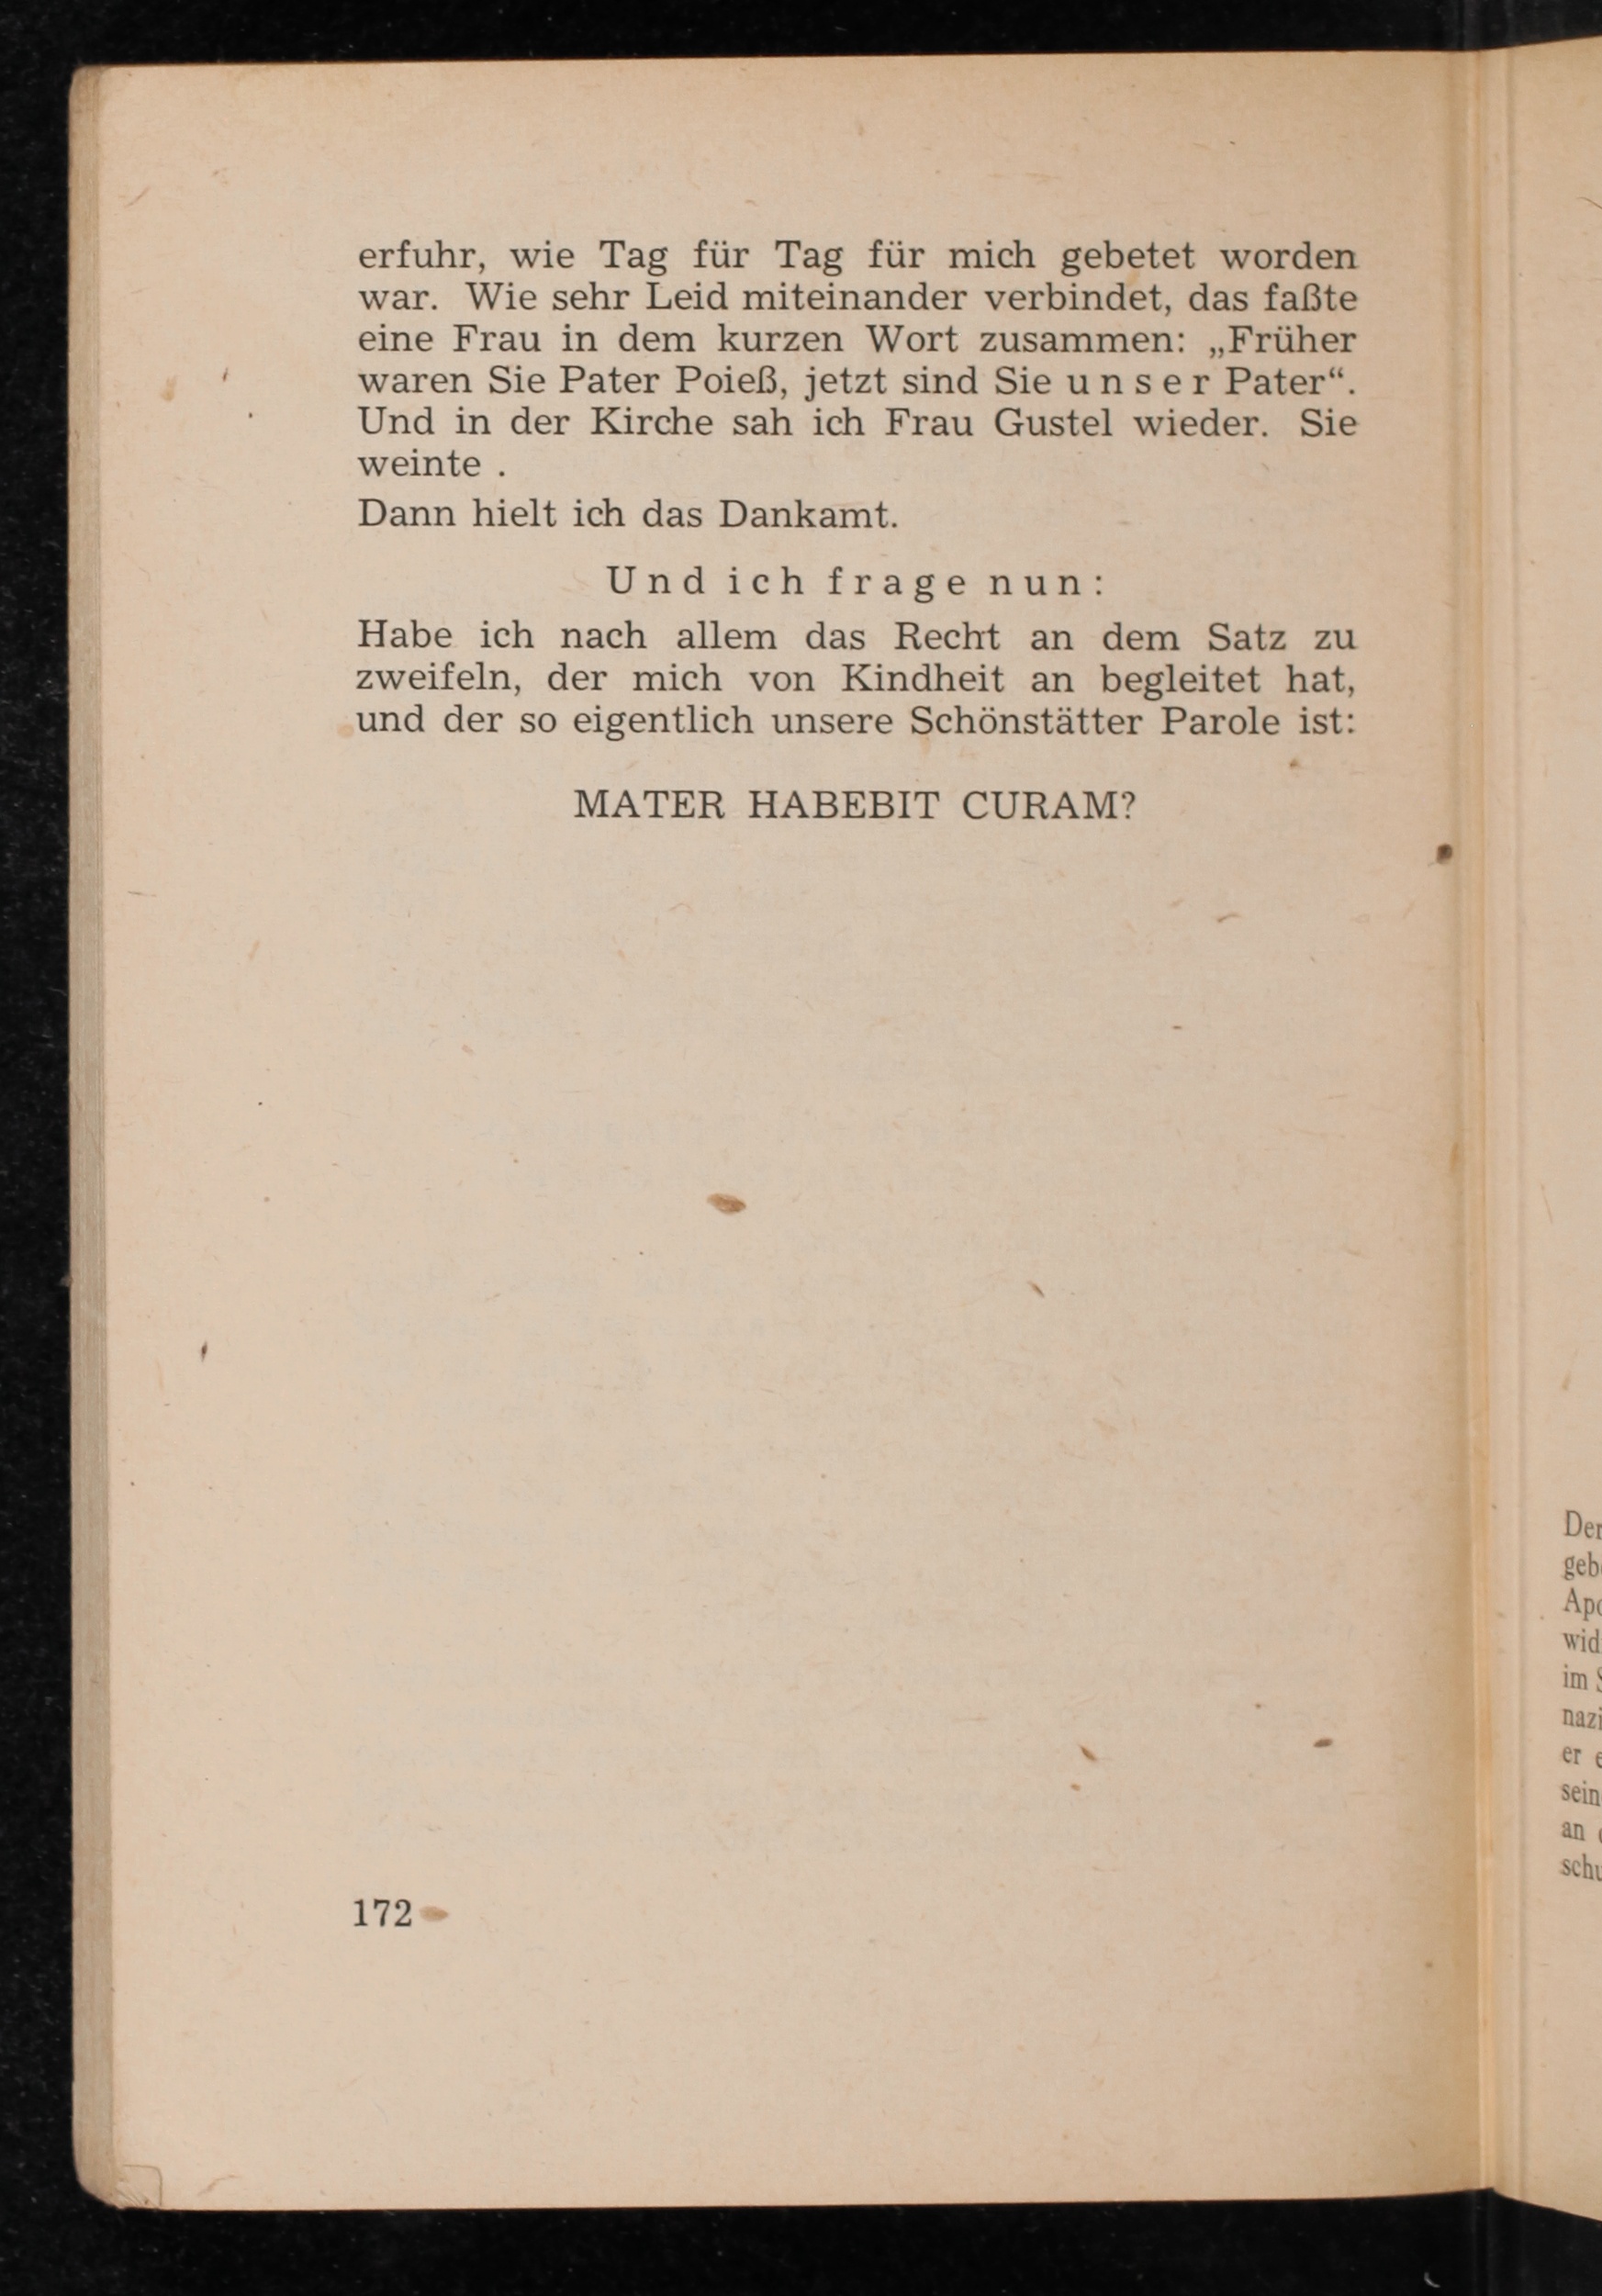 erfuhr, wie Tag für Tag für mich gebetet worden
war. Wie sehr Leid miteinander verbindet, das faßte
eine Frau in dem kurzen Wort zusammen: „Früher
waren Sie Pater Poieß, jetzt sind Sie u n s e r Pater“.
Und in der Kirche sah ich Frau Gustel wieder. Sie
weinte .
Dann hielt ich das Dankamt.
U n d  i c h  f r a g e  n u n :
Habe ich nach allem das Recht an dem Satz zu
zweifeln, der mich von Kindheit an begleitet hat,
und der so eigentlich unsere Schönstätter Parole ist:
MATER HABEBIT CURAM?
172